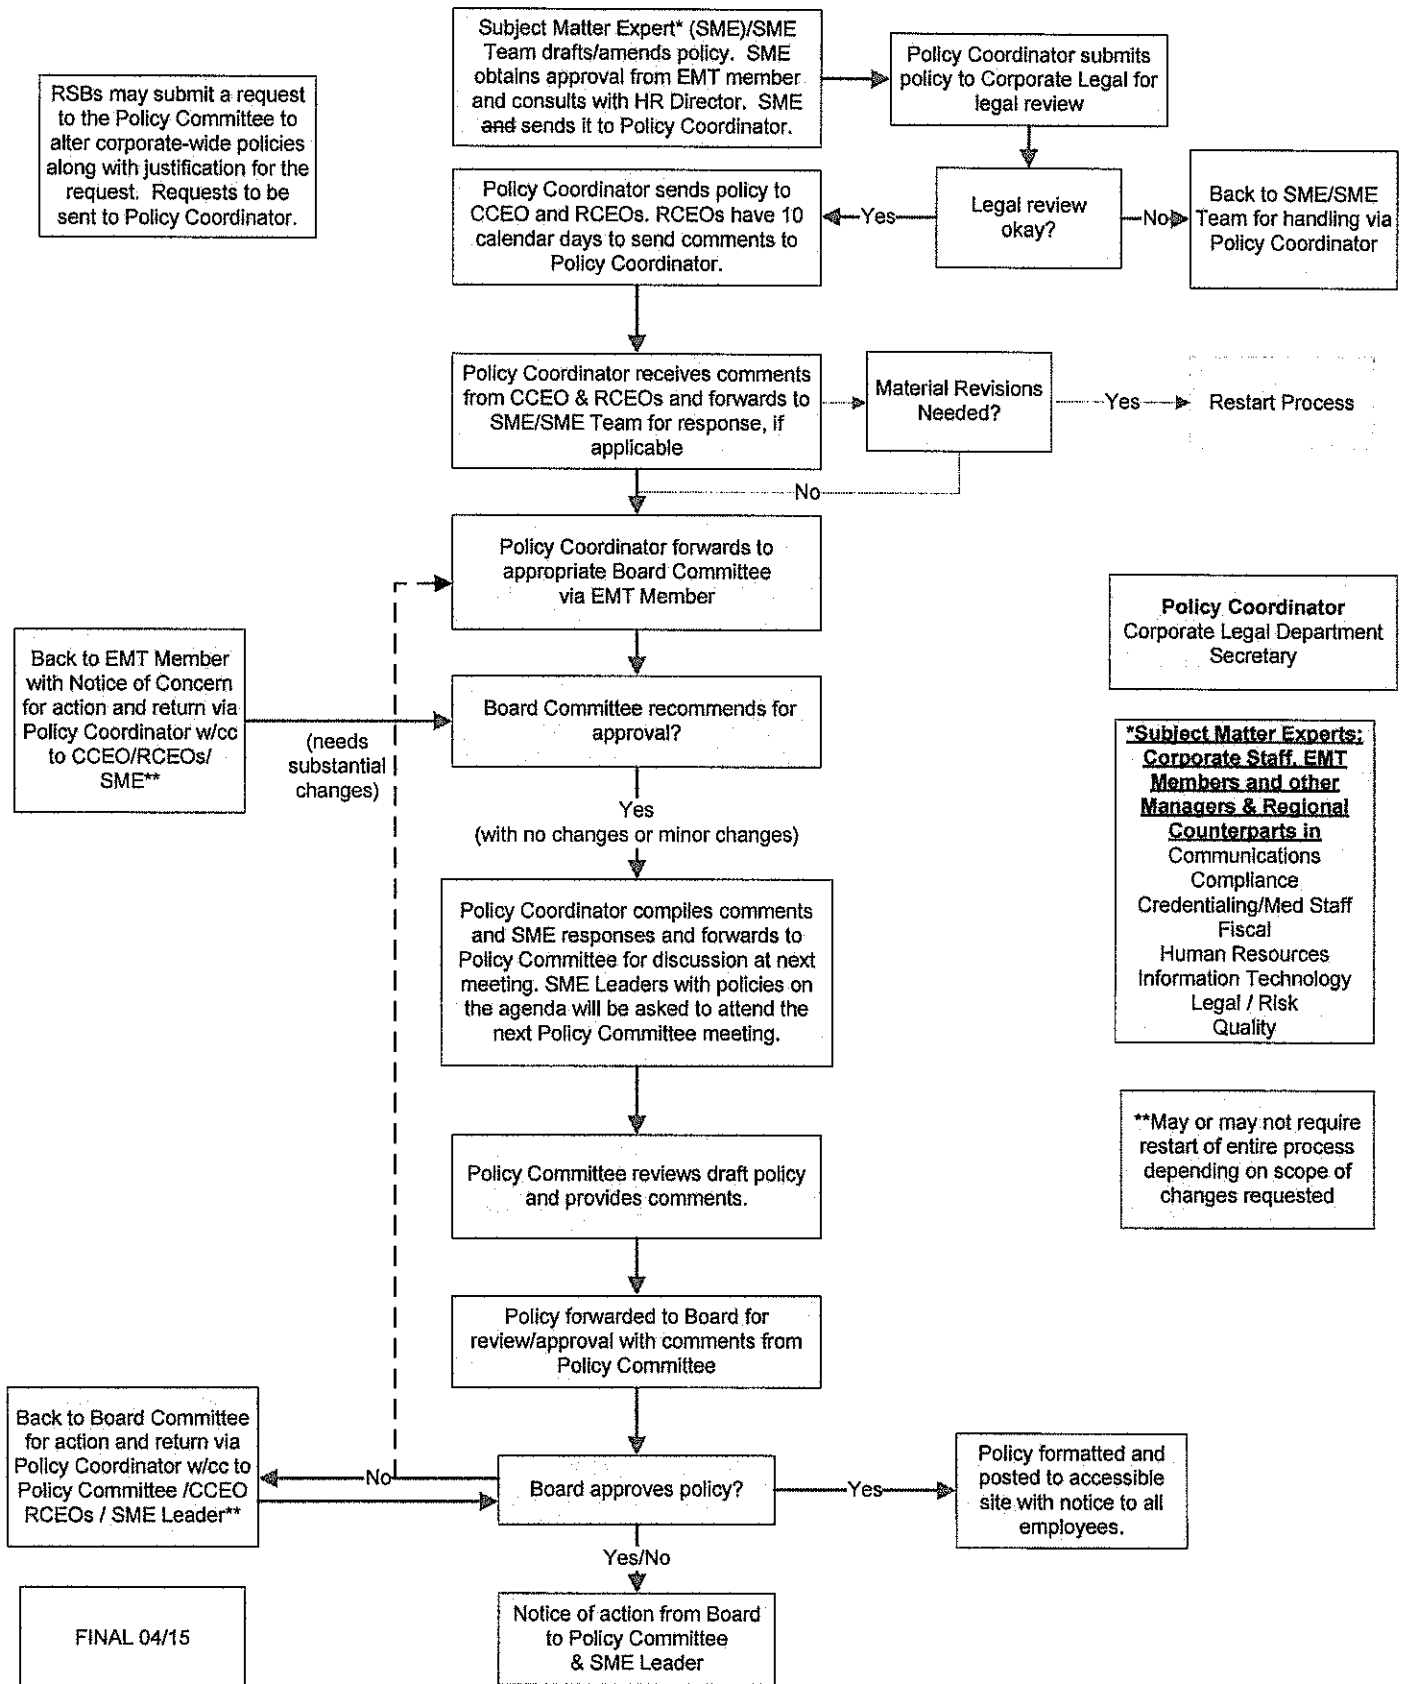 Subject Matter Expert* (SME)/SME
Team drafts/amends policy. SME
obtains approval from EMT member
and consults with HR Director. SME
and sends it to Policy Coordinator.
Policy Coordinator submits
policy to Corporate Legal for
legal review
RSBs may submit a request
to the Policy Committee to
alter corporate-wide policies
along with justification for the
request. Requests to be
sent to Policy Coordinator.
Policy Coordinator sends policy to
CCEO and RCEOs. RCEOs have 10
calendar days to send comments to
Policy Coordinator.
Yes
Legal review
okay?
No
Back to SME/SME
Team for handling via
Policy Coordinator
Policy Coordinator receives comments
from CCEO & RCEOs and forwards to
SME/SME Team for response, if
applicable
Material Revisions
Needed?
Yes
Restart Process
No
Policy Coordinator forwards to
appropriate Board Committee
via EMT Member
Policy Coordinator
Corporate Legal Department
Secretary
Back to EMT Member
with Notice of Concern
for action and return via
Policy Coordinator w/cc
to CCEO/RCEOs/
SME**
(needs
substantial
changes)
Board Committee recommends for
approval?
Yes
(with no changes or minor changes)
*Subject Matter Experts:
Corporate Staff, EMT
Members and other
Managers & Regional
Counterparts in
Communications
Compliance
Credentialing/Med Staff
Fiscal
Human Resources
Information Technology
Legal / Risk
Quality
Policy Coordinator compiles comments
and SME responses and forwards to
Policy Committee for discussion at next
meeting. SME Leaders with policies on
the agenda will be asked to attend the
next Policy Committee meeting.
**May or may not require
restart of entire process
depending on scope of
changes requested
Policy Committee reviews draft policy
and provides comments.
Policy forwarded to Board for
review/approval with comments from
Policy Committee
Back to Board Committee
for action and return via
Policy Coordinator w/cc to
Policy Committee /CCEO
RCEOs / SME Leader**
No
Board approves policy?
Yes
Policy formatted and
posted to accessible
site with notice to all
employees.
Yes/No
Notice of action from Board
to Policy Committee
& SME Leader
FINAL 04/15